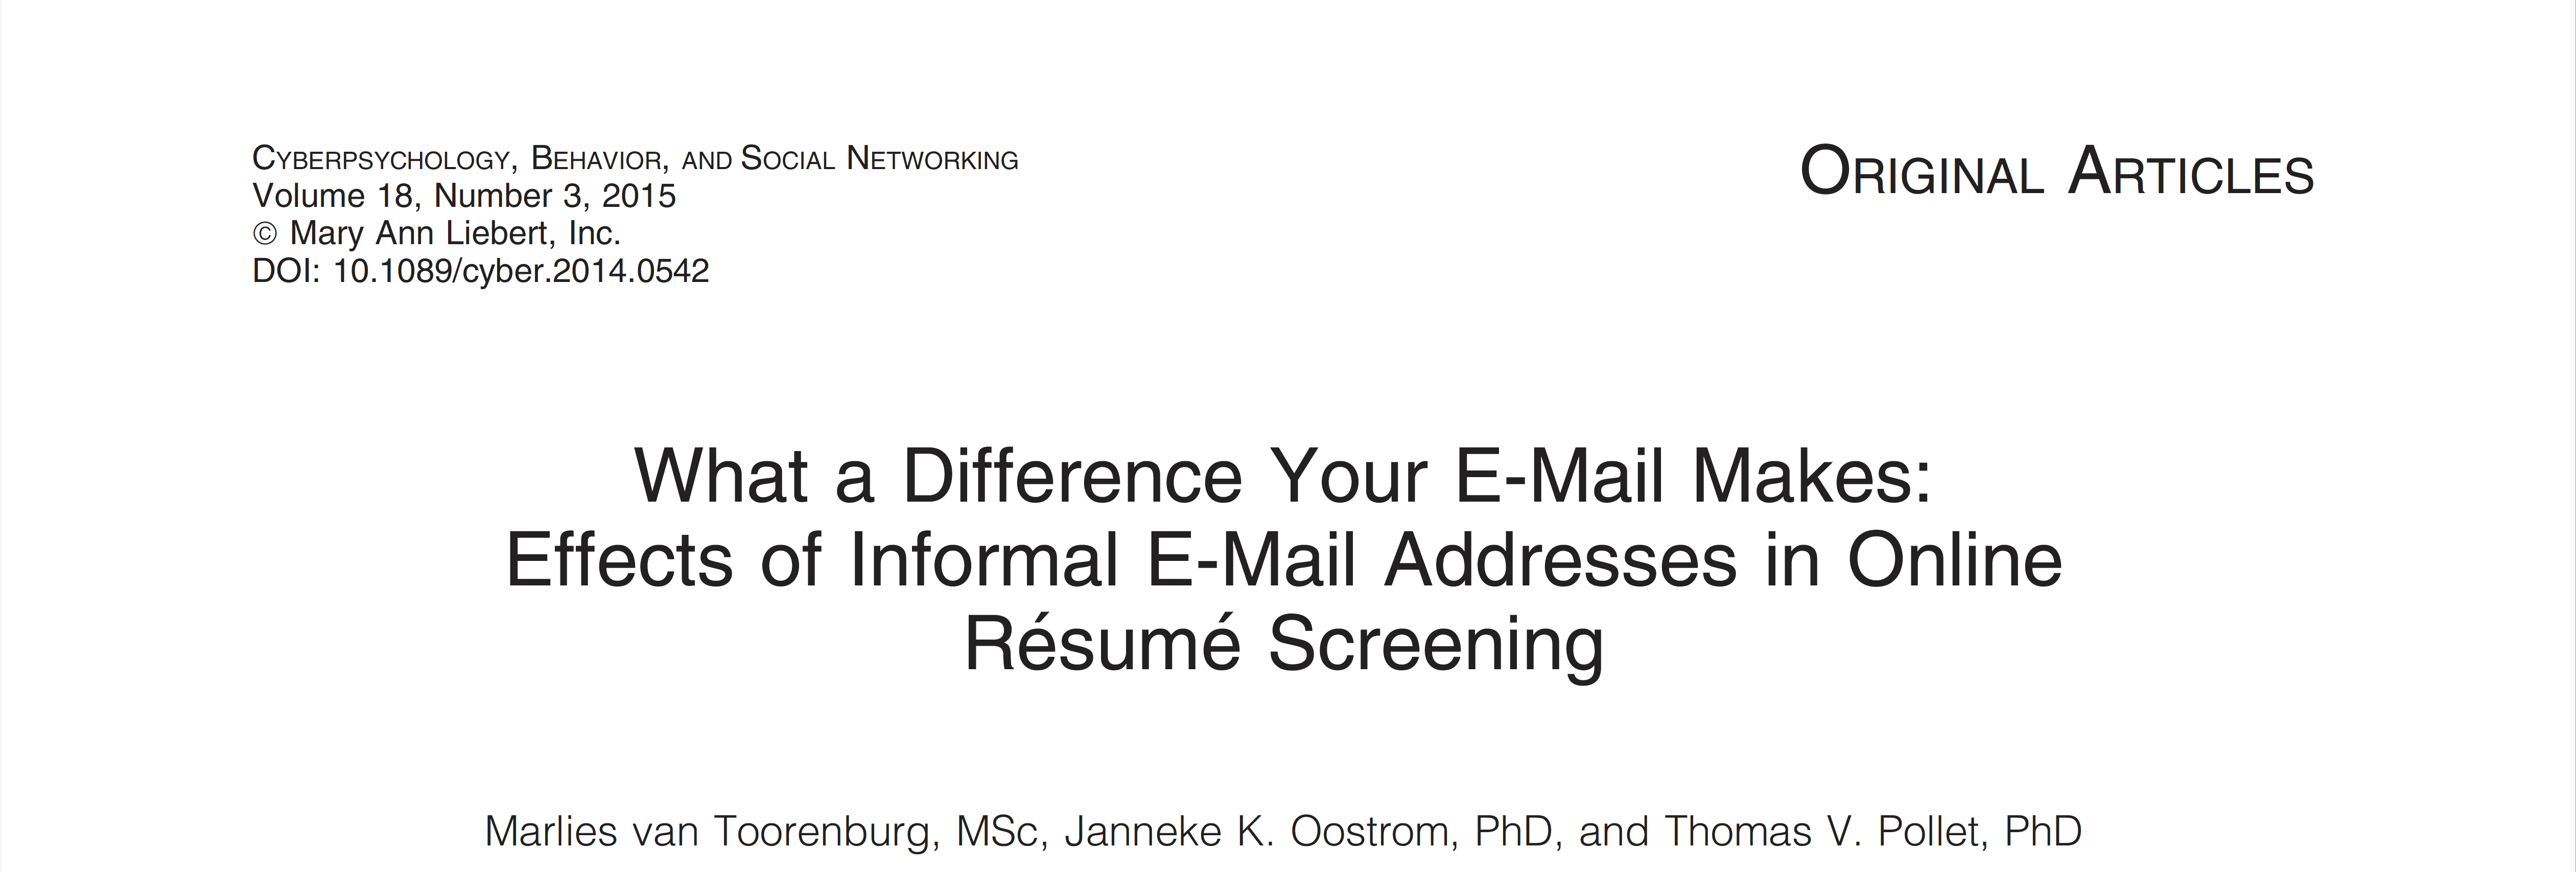 Cyberpsychology, Behavior, and Social Networking
Volume 18, Number 3, 2015
© Mary Ann Liebert, Inc.
DOI: 10.1089/cyber.2014.0542
Original Articles
What a Difference Your E-Mail Makes:
Effects of Informal E-Mail Addresses in Online
Résumé Screening
Marlies van Toorenburg, MSc, Janneke K. Oostrom, PhD, and Thomas V. Pollet, PhD